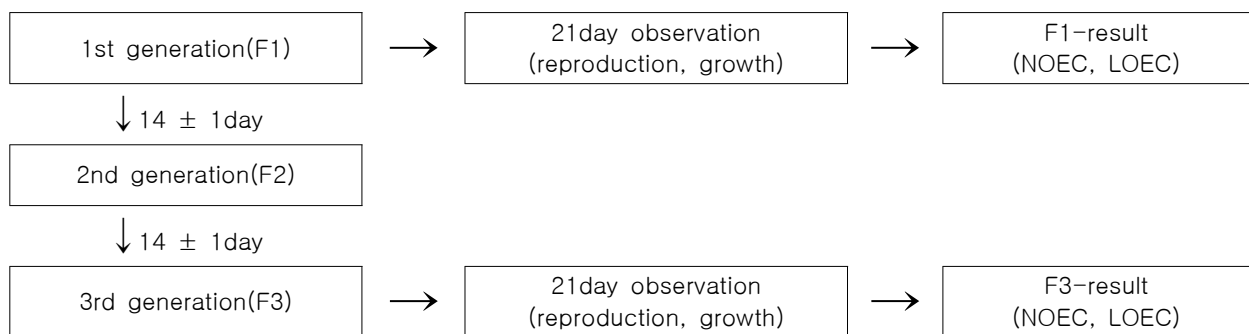 1st generation(F1)
21day observation
(reproduction, growth)
F1-result
(NOEC, LOEC)
14 ± 1day
2nd generation(F2)
14 ± 1day
3rd generation(F3)
21day observation
(reproduction, growth)
F3-result
(NOEC, LOEC)